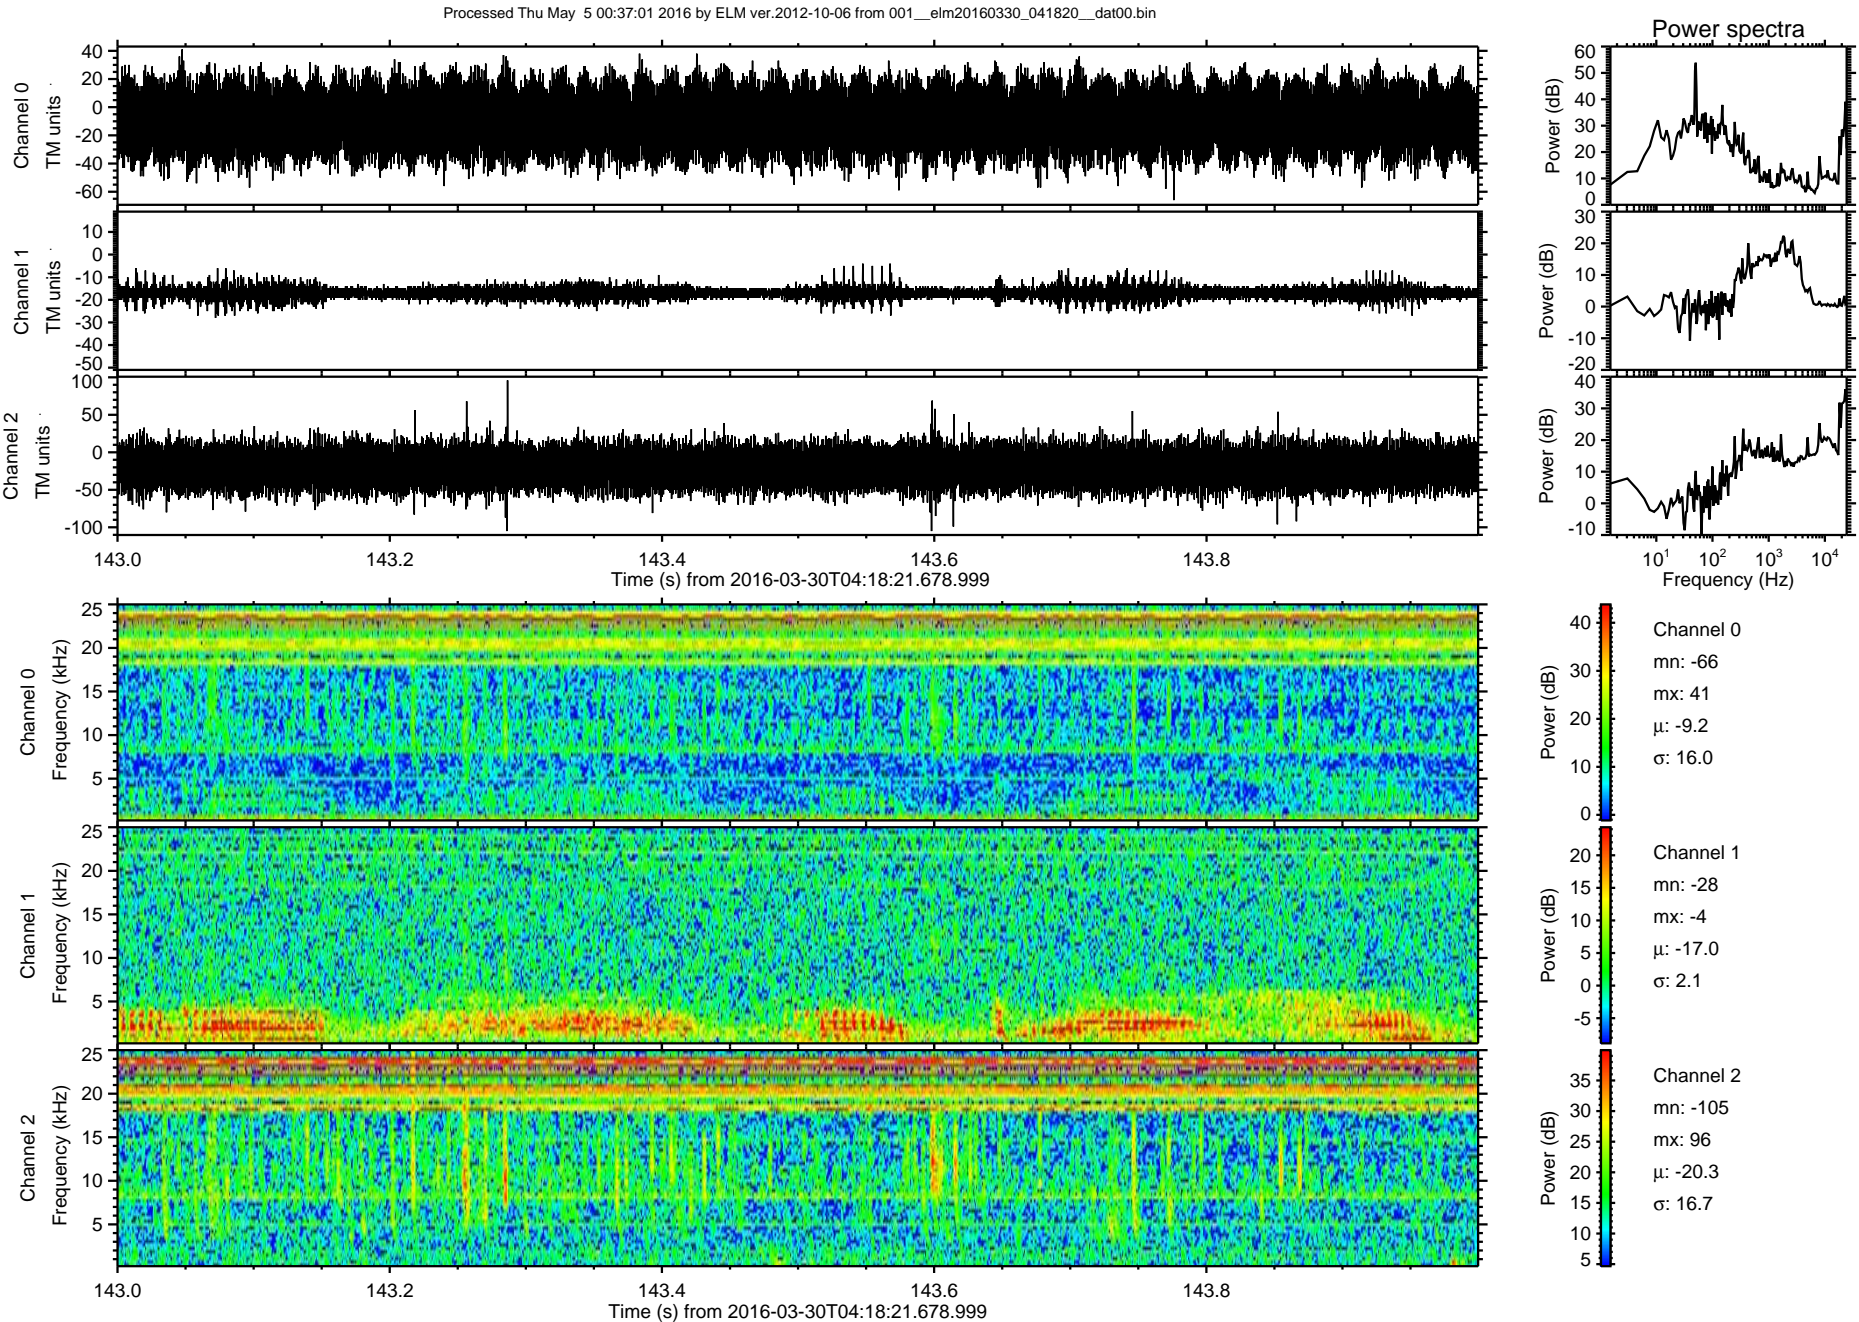 Processed Thu May  5 00:37:01 2016 by ELM ver.2012-10-06 from 001__elm20160330_041820__dat00.bin
Power spectra
Channel 0
TM units
40
20
0
-20
-40
-60
Power (dB)
60
50
40
30
20
10
0
Channel 1
TM units
10
0
-10
-20
-30
-40
-50
Power (dB)
30
20
10
0
-10
-20
Channel 2
TM units
100
50
0
-50
-100
Power (dB)
40
30
20
10
0
-10
143.0 143.2 143.4 143.6 143.8
Time (s) from 2016-03-30T04:18:21.678.999
10^1 10^2 10^3 10^4
Frequency (Hz)
Channel 0
Frequency (kHz)
25
20
15
10
5
Power (dB)
40
30
20
10
0
Channel 0
mn: -66
mx: 41
μ: -9.2
σ: 16.0
Channel 1
Frequency (kHz)
25
20
15
10
5
Power (dB)
20
15
10
5
0
-5
Channel 1
mn: -28
mx: -4
μ: -17.0
σ: 2.1
Channel 2
Frequency (kHz)
25
20
15
10
5
Power (dB)
35
30
25
20
15
10
5
Channel 2
mn: -105
mx: 96
μ: -20.3
σ: 16.7
143.0 143.2 143.4 143.6 143.8
Time (s) from 2016-03-30T04:18:21.678.999